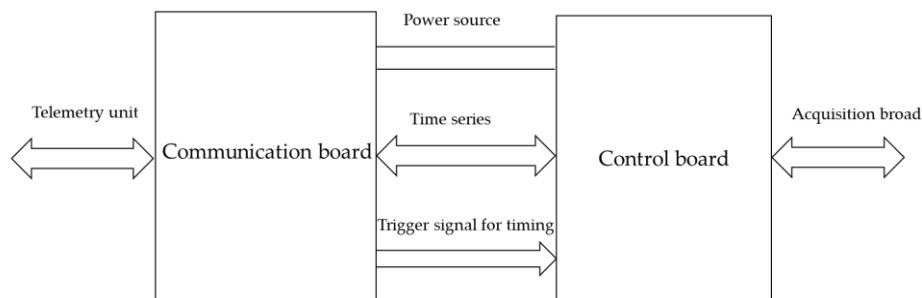 Power source
Telemetry unit
Time series
Acquisition broad
Communication board
Control board
Trigger signal for timing